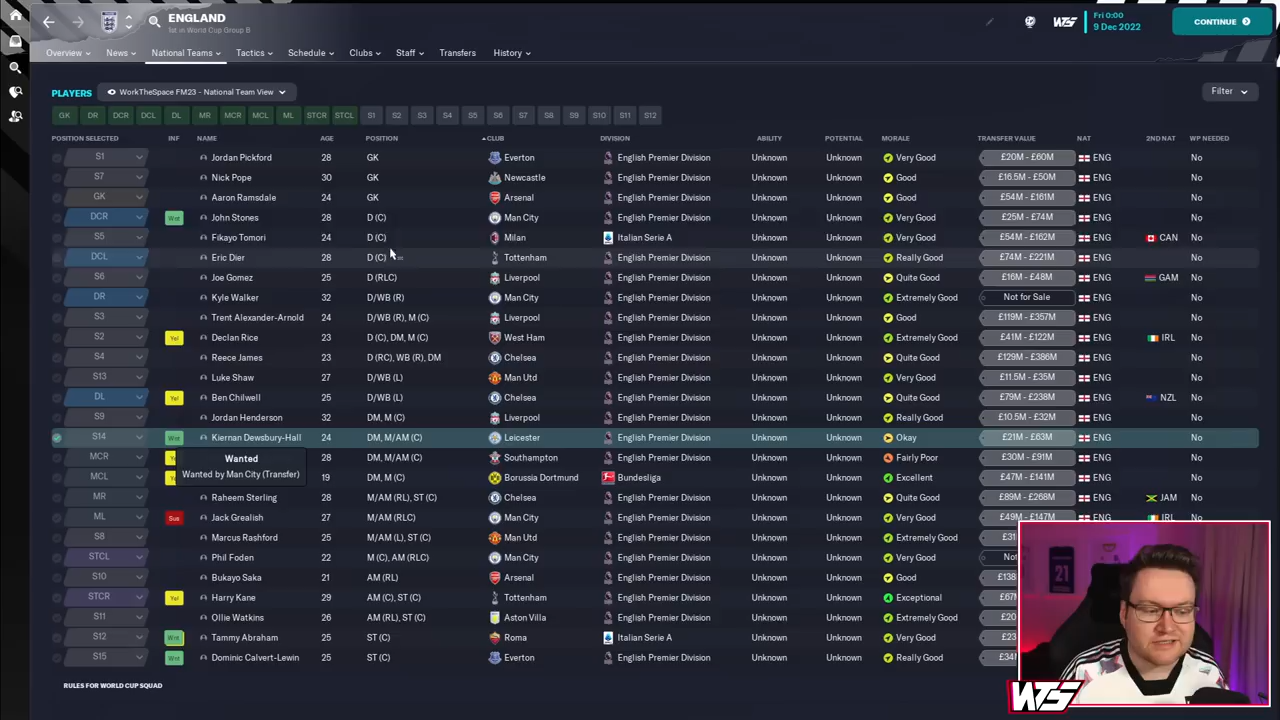 ENGLAND
1st in World Cup Group B
WTS
Fri 0:00
9 Dec 2022
CONTINUE
Overview News National Teams Tactics Schedule Clubs Staff Transfers History
PLAYERS WorkTheSpace FM23 - National Team View Filter
GK DR DCR DCL DL MR MCR MCL ML STCR STCL S1 S2 S3 S4 S5 S6 S7 S8 S9 S10 S11 S12
POSITION SELECTED INF NAME AGE POSITION CLUB DIVISION ABILITY POTENTIAL MORALE TRANSFER VALUE NAT 2ND NAT WP NEEDED
S1 Jordan Pickford 28 GK Everton English Premier Division Unknown Unknown Very Good £20M - £60M ENG No
S7 Nick Pope 30 GK Newcastle English Premier Division Unknown Unknown Good £16.5M - £50M ENG No
GK Aaron Ramsdale 24 GK Arsenal English Premier Division Unknown Unknown Good £54M - £161M ENG No
DCR Wnt John Stones 28 D (C) Man City English Premier Division Unknown Unknown Very Good £25M - £74M ENG No
S5 Fikayo Tomori 24 D (C) Milan Italian Serie A Unknown Unknown Very Good £54M - £162M ENG CAN No
DCL Eric Dier 28 D (C) Tottenham English Premier Division Unknown Unknown Really Good £74M - £221M ENG No
S6 Joe Gomez 25 D (RLC) Liverpool English Premier Division Unknown Unknown Quite Good £16M - £48M ENG GAM No
DR Kyle Walker 32 D/WB (R) Man City English Premier Division Unknown Unknown Extremely Good Not for Sale ENG No
S3 Trent Alexander-Arnold 24 D/WB (R), M (C) Liverpool English Premier Division Unknown Unknown Good £119M - £357M ENG No
S2 Yel Declan Rice 23 D (C), DM, M (C) West Ham English Premier Division Unknown Unknown Extremely Good £41M - £122M ENG IRL No
S4 Reece James 23 D (RC), WB (R), DM Chelsea English Premier Division Unknown Unknown Quite Good £129M - £386M ENG No
S13 Luke Shaw 27 D/WB (L) Man Utd English Premier Division Unknown Unknown Very Good £11.5M - £35M ENG No
DL Yel Ben Chilwell 25 D/WB (L) Chelsea English Premier Division Unknown Unknown Quite Good £79M - £238M ENG NZL No
S9 Jordan Henderson 32 DM, M (C) Liverpool English Premier Division Unknown Unknown Really Good £10.5M - £32M ENG No
S14 Wnt Kiernan Dewsbury-Hall 24 DM, M/AM (C) Leicester English Premier Division Unknown Unknown Okay £21M - £63M ENG No
MCR Wanted 28 DM, M/AM (C) Southampton English Premier Division Unknown Unknown Fairly Poor £30M - £91M ENG No
MCL Wanted by Man City (Transfer) 19 DM, M/AM (C) Borussia Dortmund Bundesliga Unknown Unknown Excellent £47M - £141M ENG No
MR Raheem Sterling 28 M/AM (RL), ST (C) Chelsea English Premier Division Unknown Unknown Quite Good £89M - £268M ENG JAM No
ML Sus Jack Grealish 27 M/AM (RLC) Man City English Premier Division Unknown Unknown Very Good £49M - £147M ENG IRL No
S8 Marcus Rashford 25 M/AM (L), ST (C) Man Utd English Premier Division Unknown Unknown Extremely Good
STCL Phil Foden 22 M (C), AM (RLC) Man City English Premier Division Unknown Unknown Very Good Not
S10 Bukayo Saka 21 AM (RL) Arsenal English Premier Division Unknown Unknown Good
STCR Yel Harry Kane 29 AM (C), ST (C) Tottenham English Premier Division Unknown Unknown Exceptional
S11 Ollie Watkins 26 AM (C), ST (C) Aston Villa English Premier Division Unknown Unknown Extremely Good
S12 Wnt Tammy Abraham 25 ST (C) Roma Italian Serie A Unknown Unknown Very Good
S15 Wnt Dominic Calvert-Lewin 25 ST (C) Everton English Premier Division Unknown Unknown Really Good
RULES FOR WORLD CUP SQUAD
21
WTS